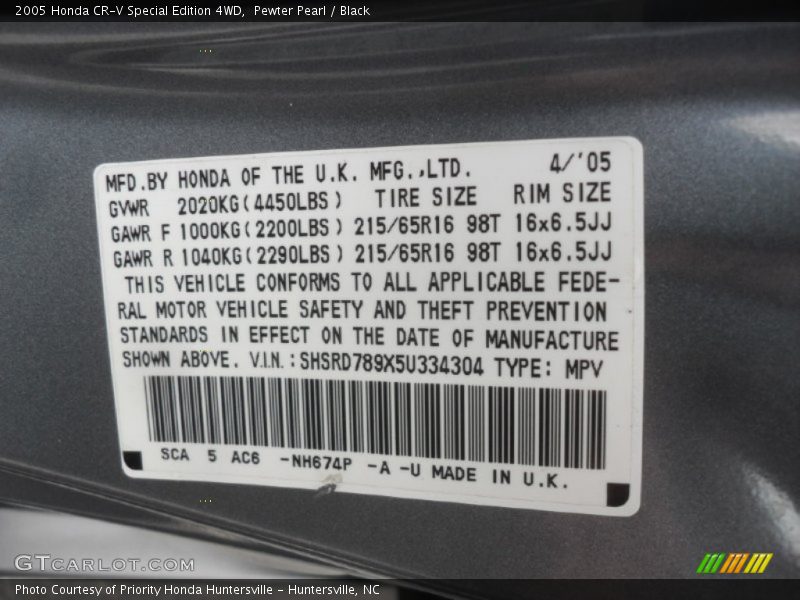 2005 Honda CR-V Special Edition 4WD,  Pewter Pearl / Black
MFD.BY HONDA OF THE U.K. MFG.,LTD. 4/'05
GVWR 2020KG(4450LBS) TIRE SIZE RIM SIZE
GAWR F 1000KG(2200LBS) 215/65R16 98T 16x6.5JJ
GAWR R 1040KG(2290LBS) 215/65R16 98T 16x6.5JJ
THIS VEHICLE CONFORMS TO ALL APPLICABLE FEDE-
RAL MOTOR VEHICLE SAFETY AND THEFT PREVENTION
STANDARDS IN EFFECT ON THE DATE OF MANUFACTURE
SHOWN ABOVE. V.I.N.:SHSRD789X5U334304 TYPE: MPV
SCA 5 AC6 -NH674P -A -U MADE IN U.K.
GTCARLOT.COM
Photo Courtesy of Priority Honda Huntersville - Huntersville, NC